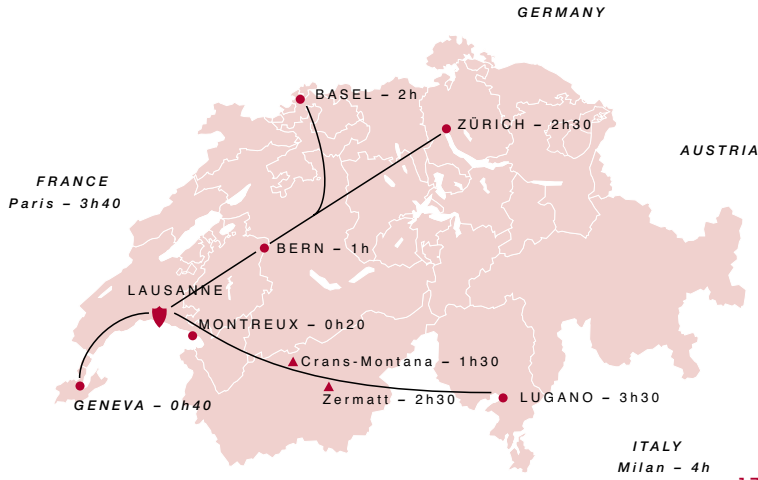 GERMANY
BASEL – 2h
ZÜRICH – 2h30
AUSTRIA
FRANCE
Paris – 3h40
BERN – 1h
LAUSANNE
MONTREUX – 0h20
Crans-Montana – 1h30
Zermatt – 2h30
LUGANO – 3h30
GENEVA – 0h40
ITALY
Milan – 4h